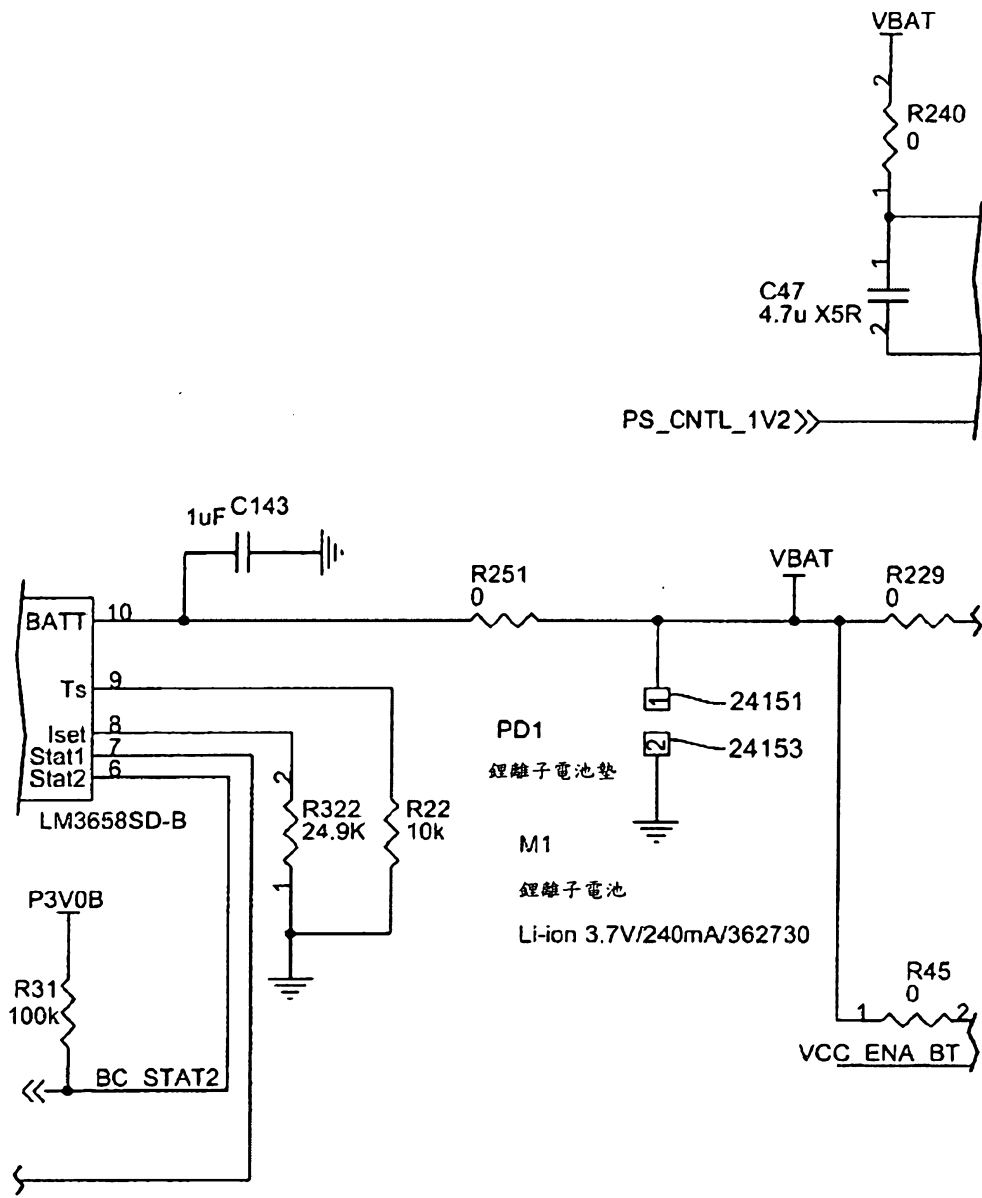 VBAT
2
R240
0
1
1
C47
4.7u X5R
2
PS_CNTL_1V2
1uF C143
R251
0
VBAT
R229
0
BATT 10
Ts 9
Iset 8
Stat1 7
Stat2 6
LM3658SD-B
1 24151
2 24153
PD1
鋰離子電池墊
2
R322
24.9K
1
R22
10k
M1
鋰離子電池
Li-ion 3.7V/240mA/362730
P3V0B
R31
100k
BC_STAT2
R45
0
1 2
VCC_ENA_BT